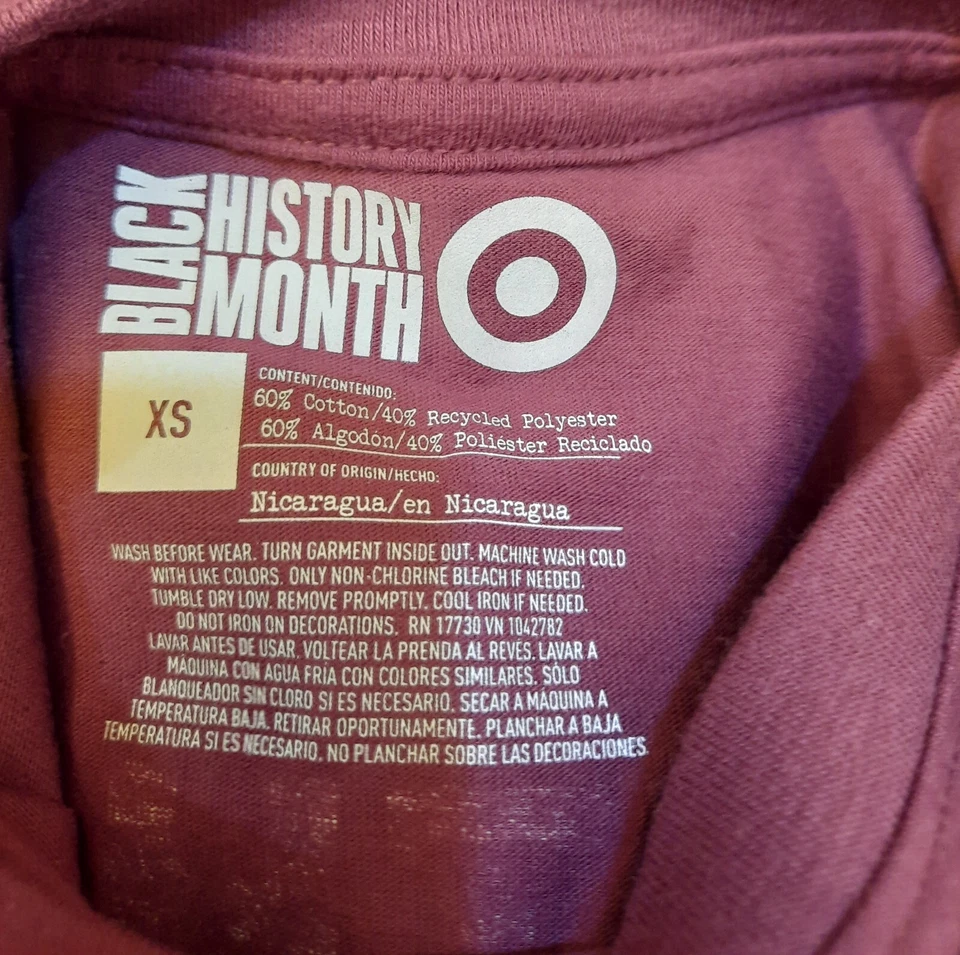 BLACK
HISTORY
MONTH
XS
CONTENT/CONTENIDO:
60% Cotton/40% Recycled Polyester
60% Algodón/40% Poliéster Reciclado
COUNTRY OF ORIGIN/HECHO:
Nicaragua/en Nicaragua
WASH BEFORE WEAR. TURN GARMENT INSIDE OUT. MACHINE WASH COLD
WITH LIKE COLORS. ONLY NON-CHLORINE BLEACH IF NEEDED.
TUMBLE DRY LOW. REMOVE PROMPTLY. COOL IRON IF NEEDED.
DO NOT IRON ON DECORATIONS. RN 17730 VN 1042782
LAVAR ANTES DE USAR. VOLTEAR LA PRENDA AL REVÉS. LAVAR A
MÁQUINA CON AGUA FRÍA CON COLORES SIMILARES. SÓLO
BLANQUEADOR SIN CLORO SI ES NECESARIO. SECAR A MÁQUINA A
TEMPERATURA BAJA. RETIRAR OPORTUNAMENTE. PLANCHAR A BAJA
TEMPERATURA SI ES NECESARIO. NO PLANCHAR SOBRE LAS DECORACIONES.